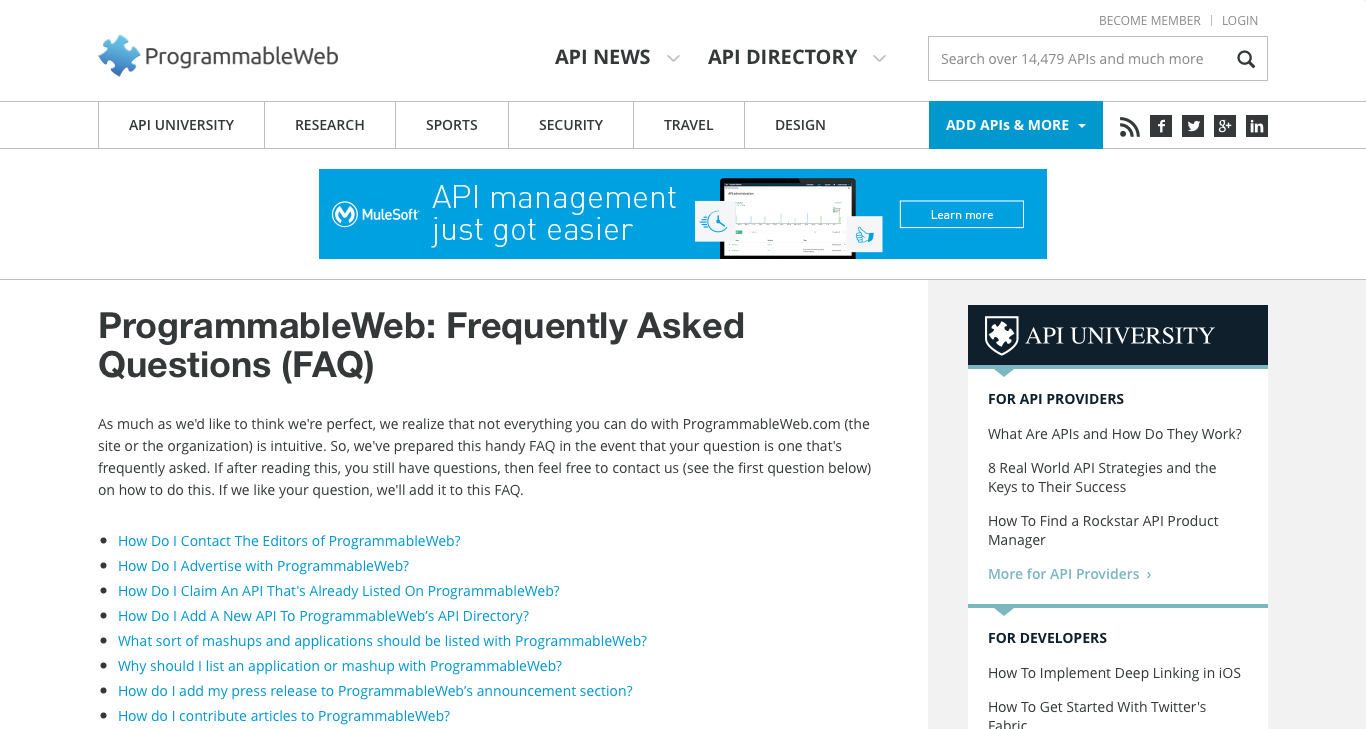 BECOME MEMBER
LOGIN
ProgrammableWeb
API NEWS
API DIRECTORY
Search over 14,479 APIs and much more
API UNIVERSITY
RESEARCH
SPORTS
SECURITY
TRAVEL
DESIGN
ADD APIs & MORE
MuleSoft
API management
just got easier
Learn more
ProgrammableWeb: Frequently Asked
Questions (FAQ)
As much as we'd like to think we're perfect, we realize that not everything you can do with ProgrammableWeb.com (the
site or the organization) is intuitive. So, we've prepared this handy FAQ in the event that your question is one that's
frequently asked. If after reading this, you still have questions, then feel free to contact us (see the first question below)
on how to do this. If we like your question, we'll add it to this FAQ.
How Do I Contact The Editors of ProgrammableWeb?
How Do I Advertise with ProgrammableWeb?
How Do I Claim An API That's Already Listed On ProgrammableWeb?
How Do I Add A New API To ProgrammableWeb’s API Directory?
What sort of mashups and applications should be listed with ProgrammableWeb?
Why should I list an application or mashup with ProgrammableWeb?
How do I add my press release to ProgrammableWeb’s announcement section?
How do I contribute articles to ProgrammableWeb?
API UNIVERSITY
FOR API PROVIDERS
What Are APIs and How Do They Work?
8 Real World API Strategies and the
Keys to Their Success
How To Find a Rockstar API Product
Manager
More for API Providers ›
FOR DEVELOPERS
How To Implement Deep Linking in iOS
How To Get Started With Twitter's
Fabric